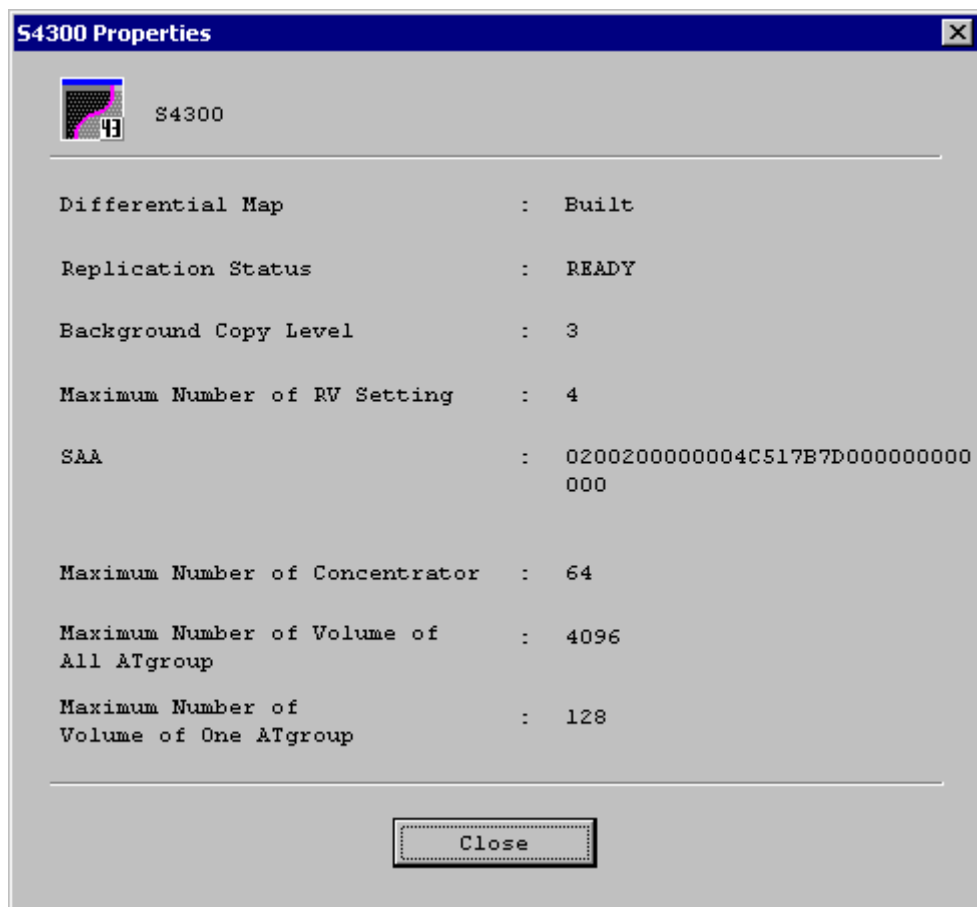 S4300 Properties
43
S4300
Differential Map : Built
Replication Status : READY
Background Copy Level : 3
Maximum Number of RV Setting : 4
SAA : 0200200000004C517B7D000000000
000
Maximum Number of Concentrator : 64
Maximum Number of Volume of : 4096
All ATgroup
Maximum Number of
Volume of One ATgroup : 128
Close